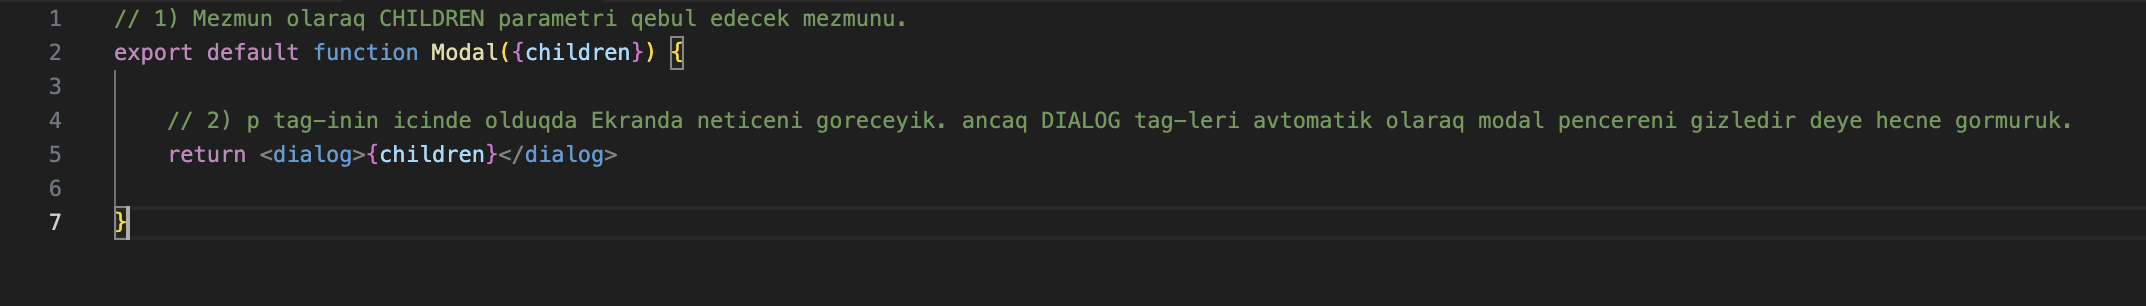 1 // 1) Mezmun olaraq CHILDREN parametri qebul edecek mezmunu.
2 export default function Modal({children}) {
3
4 // 2) p tag-inin icinde olduqda Ekranda neticeni goreceyik. ancaq DIALOG tag-leri avtomatik olaraq modal pencereni gizledir deye hecne gormuruk.
5 return <dialog>{children}</dialog>
6
7 }